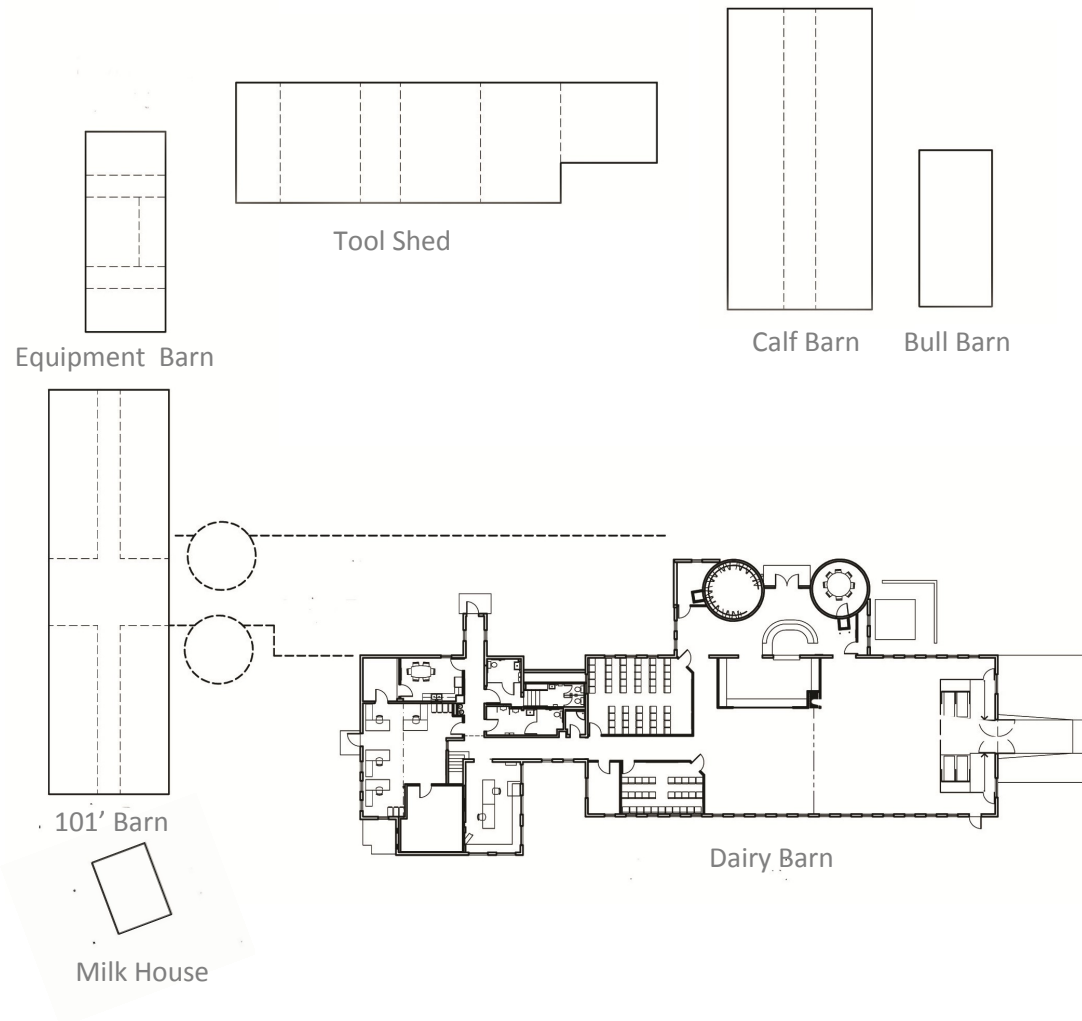 Tool Shed
Calf Barn
Bull Barn
Equipment Barn
101’ Barn
Dairy Barn
Milk House